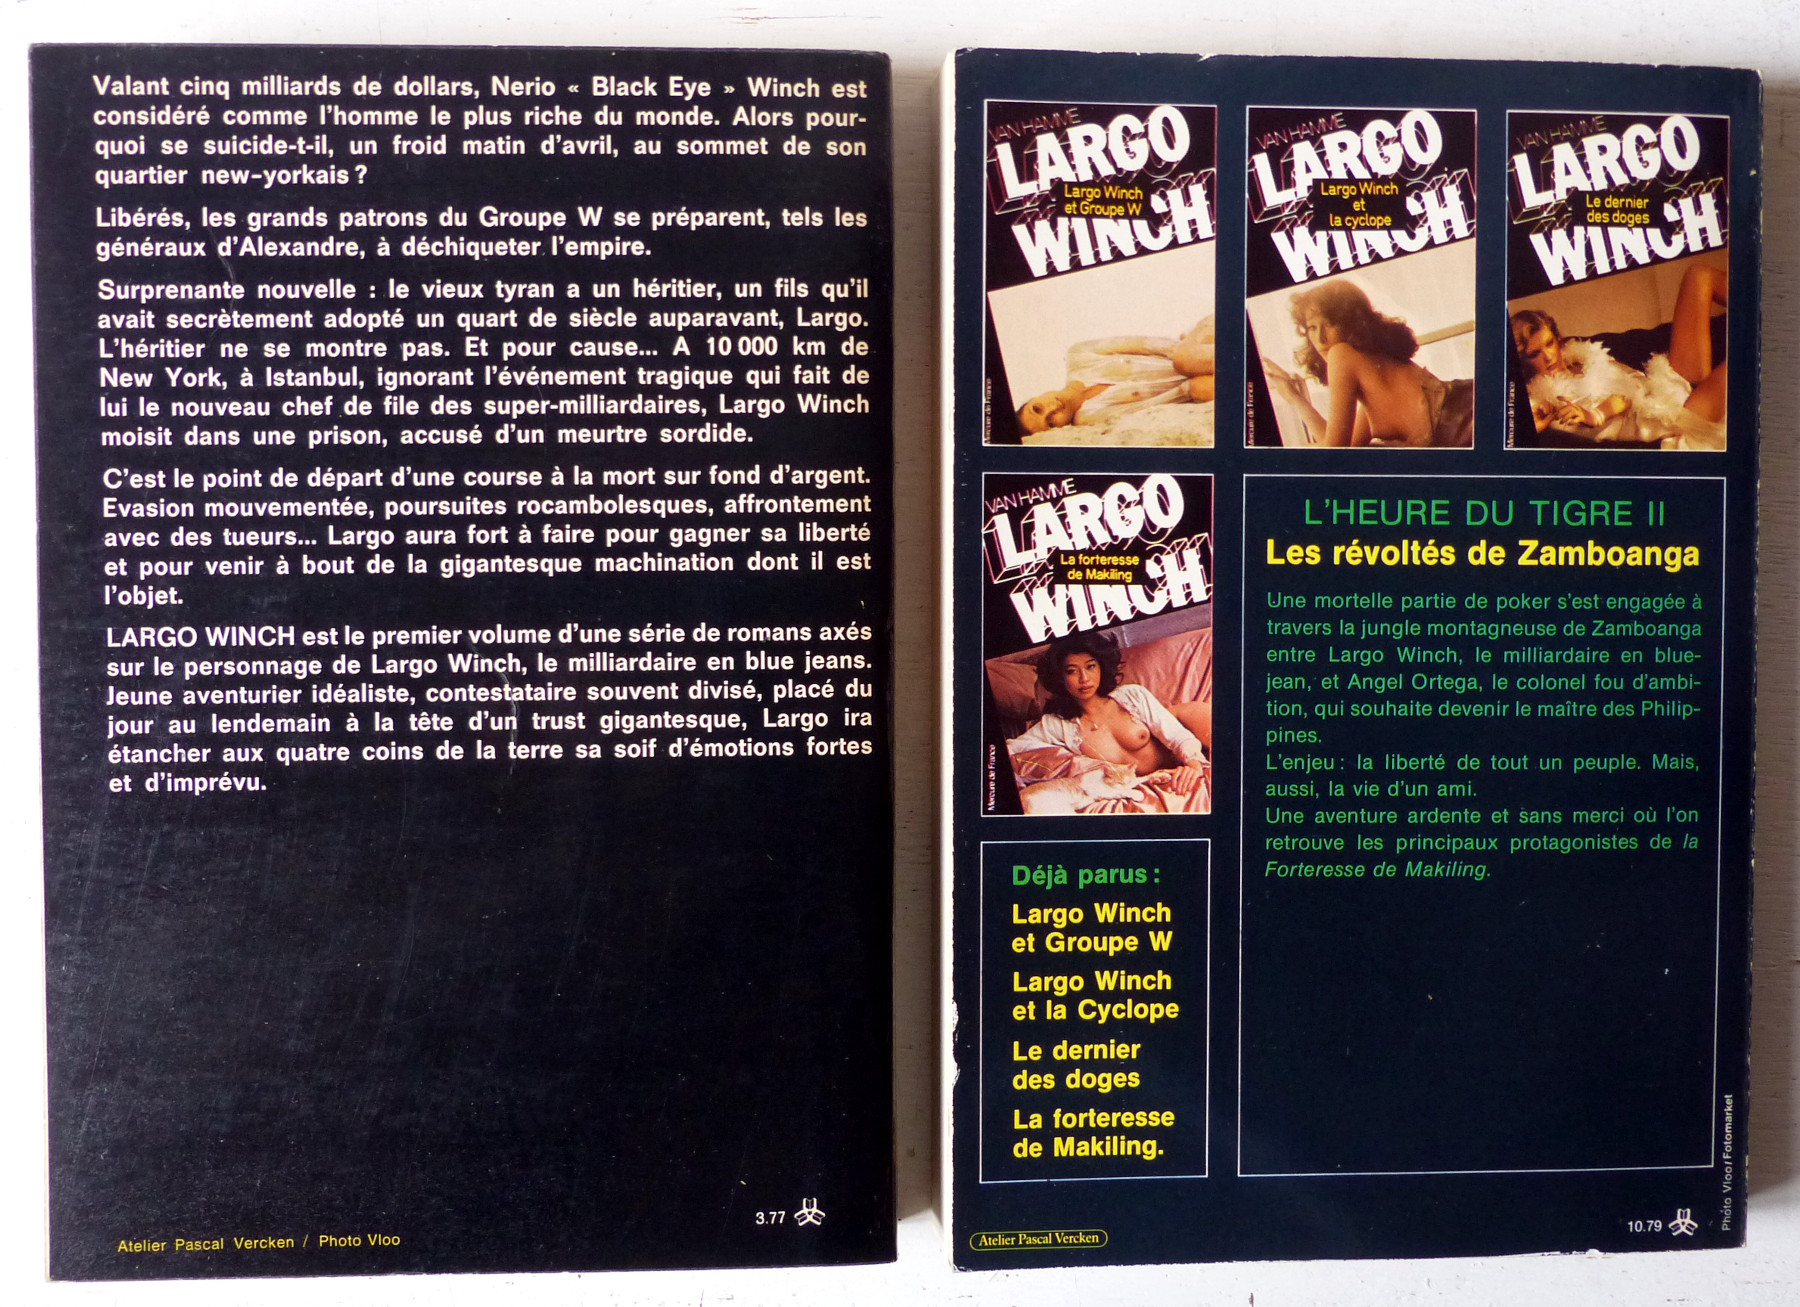 Valant cinq milliards de dollars, Nerio « Black Eye » Winch est
considéré comme l'homme le plus riche du monde. Alors pour-
quoi se suicide-t-il, un froid matin d'avril, au sommet de son
quartier new-yorkais ?
Libérés, les grands patrons du Groupe W se préparent, tels les
généraux d'Alexandre, à déchiqueter l'empire.
Surprenante nouvelle : le vieux tyran a un héritier, un fils qu'il
avait secrètement adopté un quart de siècle auparavant, Largo.
L'héritier ne se montre pas. Et pour cause... A 10 000 km de
New York, à Istanbul, ignorant l'événement tragique qui fait de
lui le nouveau chef de file des super-milliardaires, Largo Winch
moisit dans une prison, accusé d'un meurtre sordide.
C'est le point de départ d'une course à la mort sur fond d'argent.
Evasion mouvementée, poursuites rocambolesques, affrontement
avec des tueurs... Largo aura fort à faire pour gagner sa liberté
et pour venir à bout de la gigantesque machination dont il est
l'objet.
LARGO WINCH est le premier volume d'une série de romans axés
sur le personnage de Largo Winch, le milliardaire en blue jeans.
Jeune aventurier idéaliste, contestataire souvent divisé, placé du
jour au lendemain à la tête d'un trust gigantesque, Largo ira
étancher aux quatre coins de la terre sa soif d'émotions fortes
et d'imprévu.
3.77
Atelier Pascal Vercken / Photo Vloo
VAN HAMME
LARGO
Largo Winch
et Groupe W
WINCH
Mercure de France
VAN HAMME
LARGO
Largo Winch
et
la cyclope
WINCH
Mercure de France
VAN HAMME
LARGO
Le dernier
des doges
WINCH
Mercure de France
VAN HAMME
LARGO
La forteresse
de Makiling
WINCH
Mercure de France
L'HEURE DU TIGRE II
Les révoltés de Zamboanga
Une mortelle partie de poker s'est engagée à
travers la jungle montagneuse de Zamboanga
entre Largo Winch, le milliardaire en blue-
jean, et Angel Ortega, le colonel fou d'ambi-
tion, qui souhaite devenir le maître des Philip-
pines.
L'enjeu : la liberté de tout un peuple. Mais,
aussi, la vie d'un ami.
Une aventure ardente et sans merci où l'on
retrouve les principaux protagonistes de la
Forteresse de Makiling.
Déjà parus :
Largo Winch
et Groupe W
Largo Winch
et la Cyclope
Le dernier
des doges
La forteresse
de Makiling.
Atelier Pascal Vercken
10.79
Photo Vloo/Fotomarket